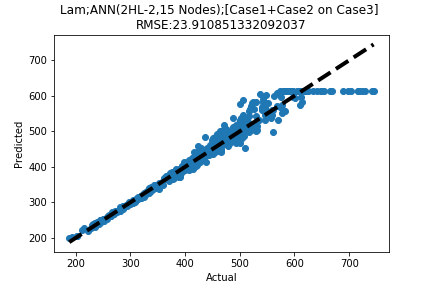 Lam;ANN(2HL-2,15 Nodes);[Case1+Case2 on Case3]
RMSE:23.910851332092037
700
600
500
400
300
200
Predicted
200 300 400 500 600 700
Actual